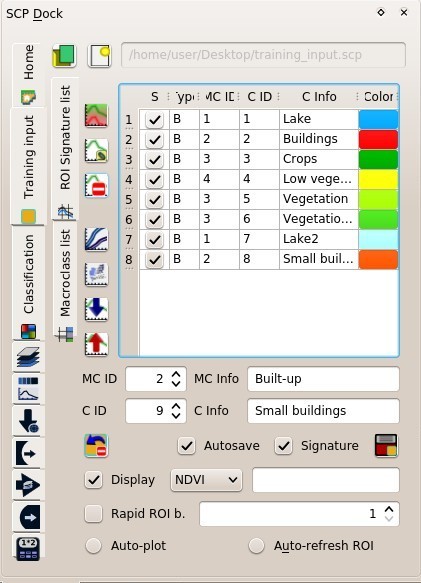 SCP Dock
/home/user/Desktop/training_input.scp
Home
Training input
Classification
ROI Signature list
Macroclass list
S Type MC ID C ID C Info Color
1 B 1 1 Lake
2 B 2 2 Buildings
3 B 3 3 Crops
4 B 4 4 Low vege...
5 B 3 5 Vegetation
6 B 3 6 Vegetatio...
7 B 1 7 Lake2
8 B 2 8 Small buil...
MC ID 2 MC Info Built-up
C ID 9 C Info Small buildings
Autosave Signature
Display NDVI
Rapid ROI b. 1
Auto-plot Auto-refresh ROI